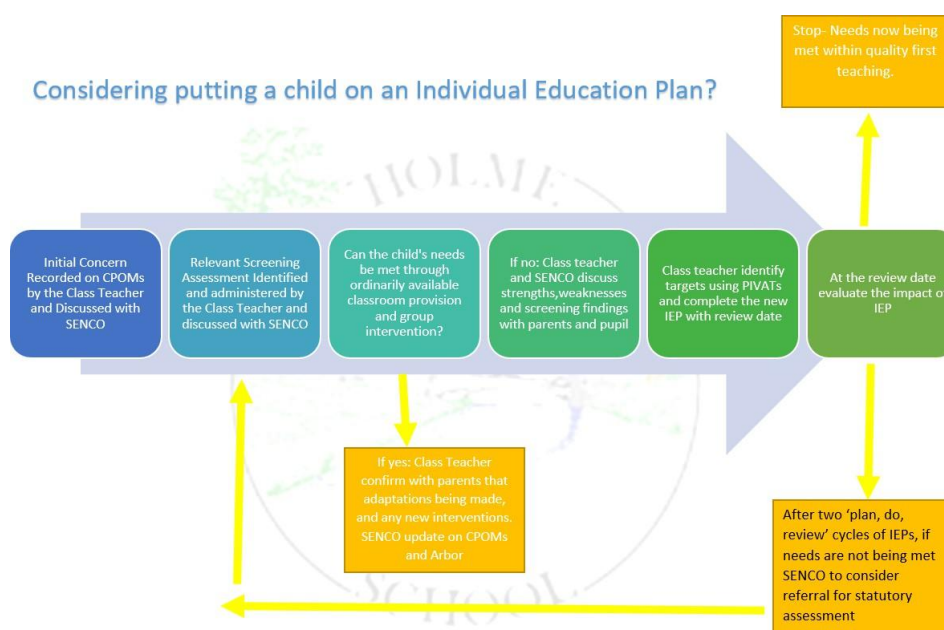 Stop- Needs now being
met within quality first
teaching.
Considering putting a child on an Individual Education Plan?
HOLME
Initial Concern
Recorded on CPOMs
by the Class Teacher
and Discussed with
SENCO
Relevant Screening
Assessment Identified
and administered by
the Class Teacher and
discussed with SENCO
Can the child's needs
be met through
ordinarily available
classroom provision
and group
intervention?
If no: Class teacher
and SENCO discuss
strengths,weaknesses
and screening findings
with parents and pupil
Class teacher identify
targets using PIVATs
and complete the new
IEP with review date
At the review date
evaluate the impact of
IEP
If yes: Class Teacher
confirm with parents that
adaptations being made,
and any new interventions.
SENCO update on CPOMs
and Arbor
After two ‘plan, do,
review’ cycles of IEPs, if
needs are not being met
SENCO to consider
referral for statutory
assessment
SCHOOL